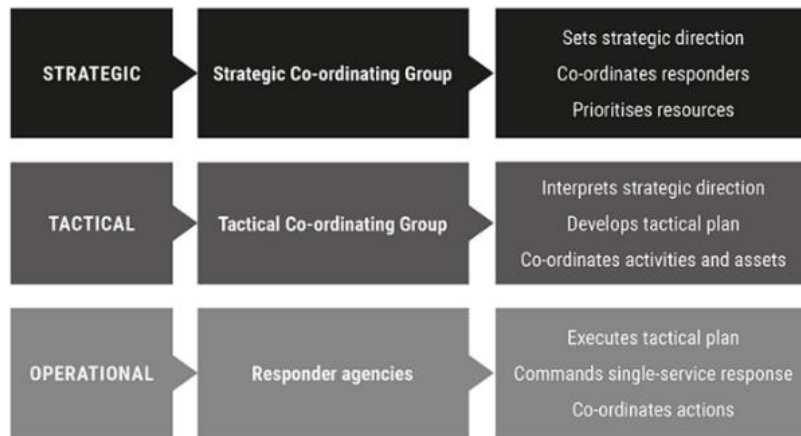 STRATEGIC
Strategic Co-ordinating Group
Sets strategic direction
Co-ordinates responders
Prioritises resources
TACTICAL
Tactical Co-ordinating Group
Interprets strategic direction
Develops tactical plan
Co-ordinates activities and assets
OPERATIONAL
Responder agencies
Executes tactical plan
Commands single-service response
Co-ordinates actions